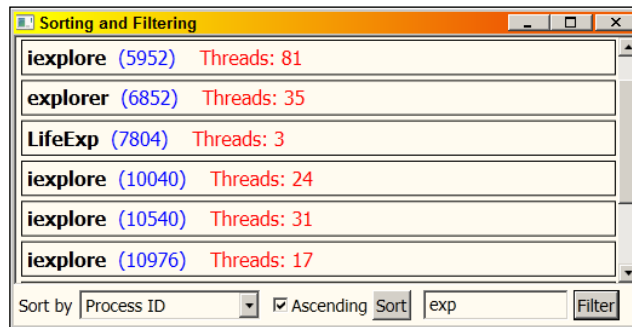 Sorting and Filtering
iexplore (5952) Threads: 81
explorer (6852) Threads: 35
LifeExp (7804) Threads: 3
iexplore (10040) Threads: 24
iexplore (10540) Threads: 31
iexplore (10976) Threads: 17
Sort by Process ID Ascending Sort exp Filter